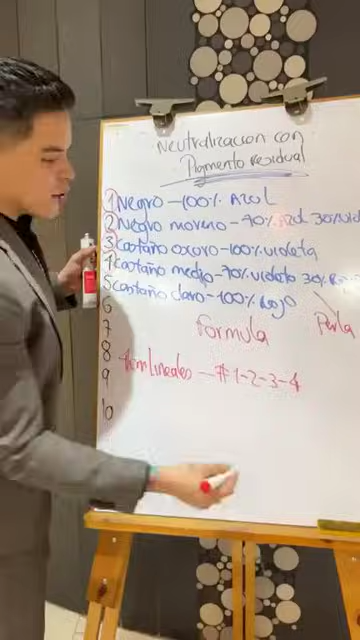 Neutralizacion con
Pigmento residual
1 Negro - 100% Azul
2 Negro moreno - 70% Azul 30% vio
3 Castaño oscuro - 100% violeta
4 Castaño medio - 70% violeta 30%
5 castaño claro - 100% Rojo
6
7
8
9
10
formula
Perla
- # 1-2-3-4